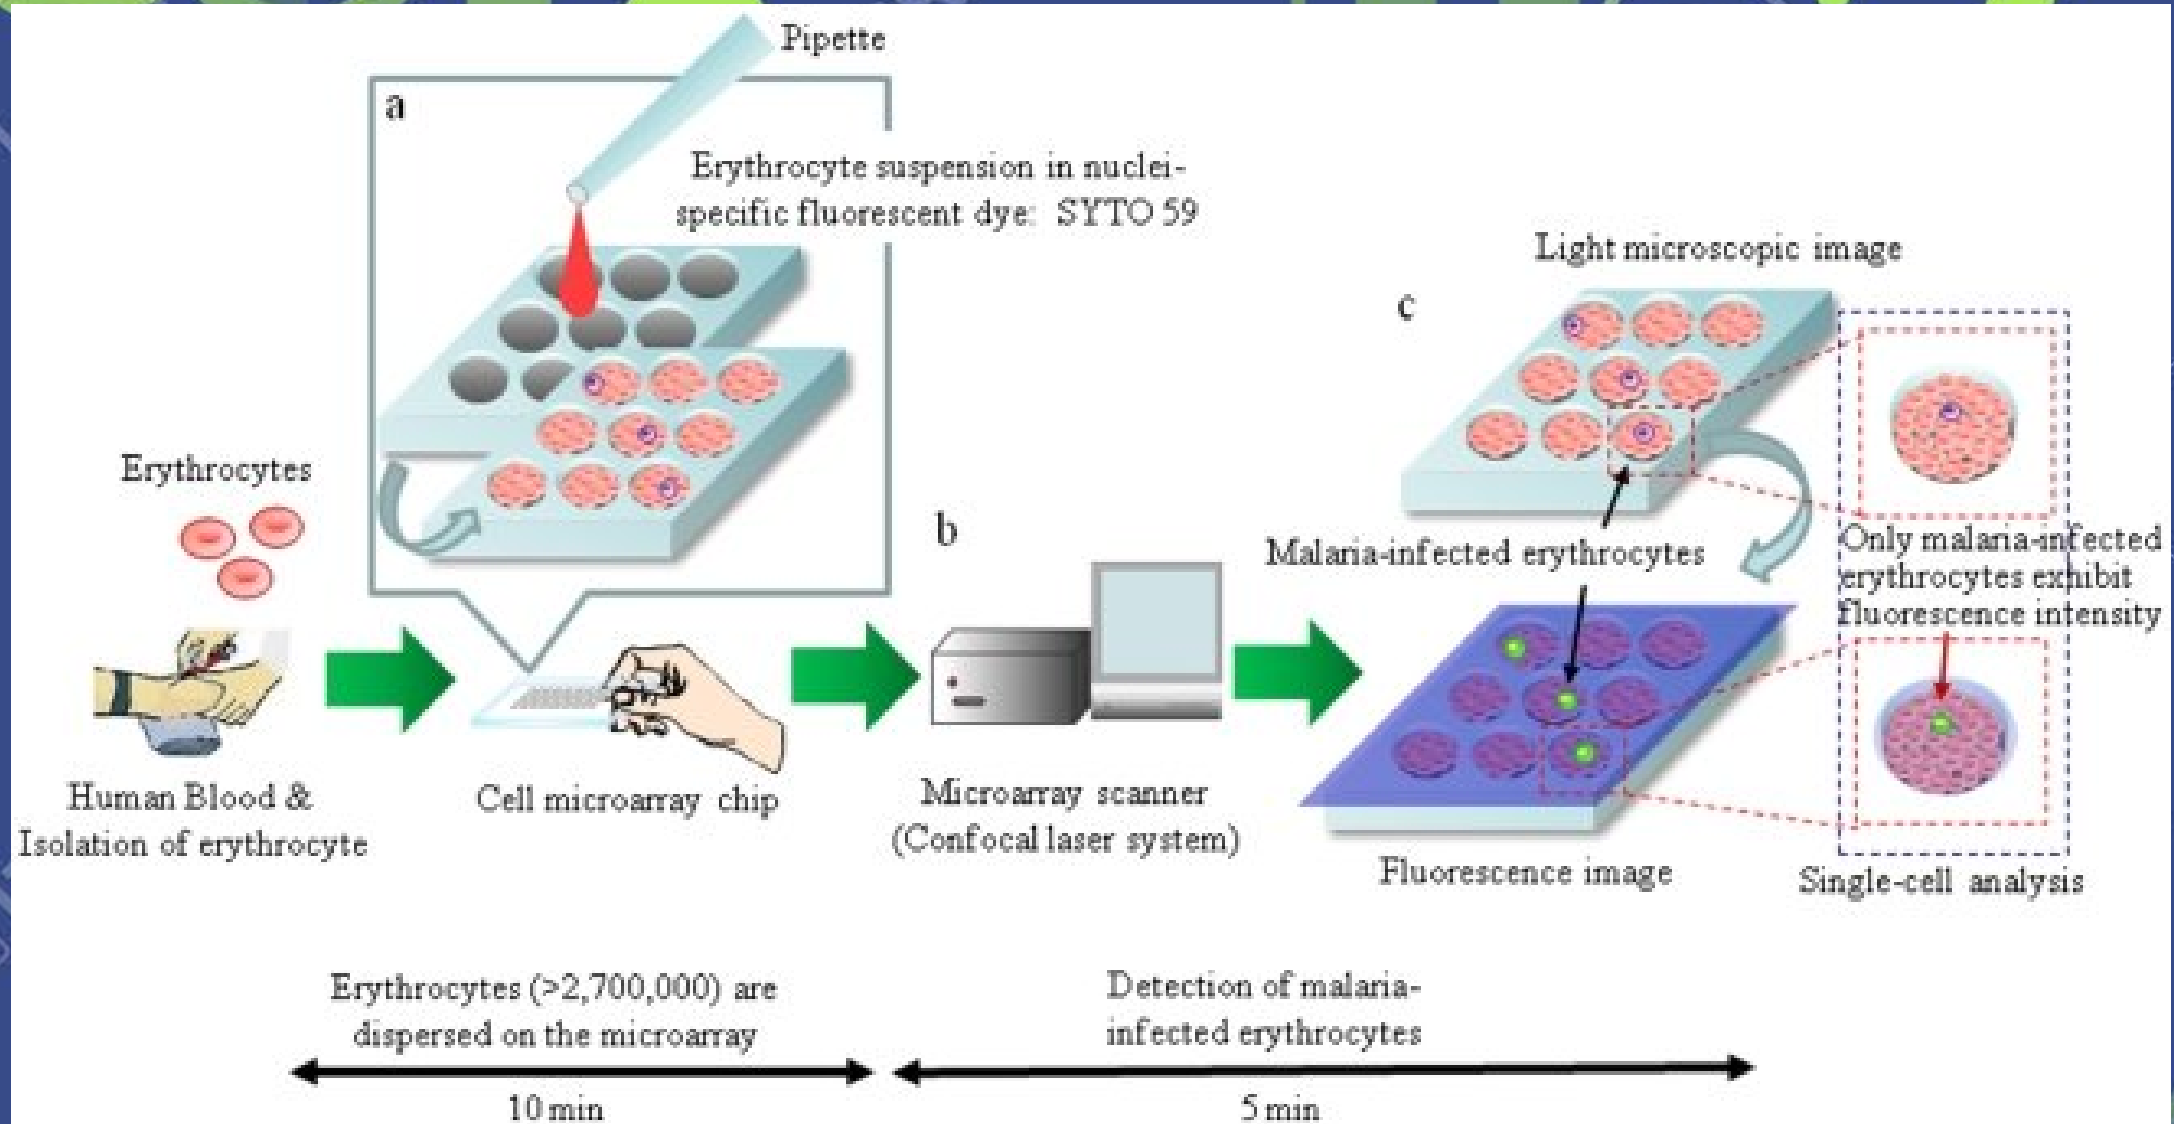 Pipette
a
Erythrocyte suspension in nuclei-
specific fluorescent dye: SYTO 59
Light microscopic image
c
Erythrocytes
b
Malaria-infected erythrocytes
Only malaria-infected
erythrocytes exhibit
fluorescence intensity
Human Blood &
Isolation of erythrocyte
Cell microarray chip
Microarray scanner
(Confocal laser system)
Fluorescence image
Single-cell analysis
Erythrocytes (>2,700,000) are
dispersed on the microarray
10 min
Detection of malaria-
infected erythrocytes
5 min